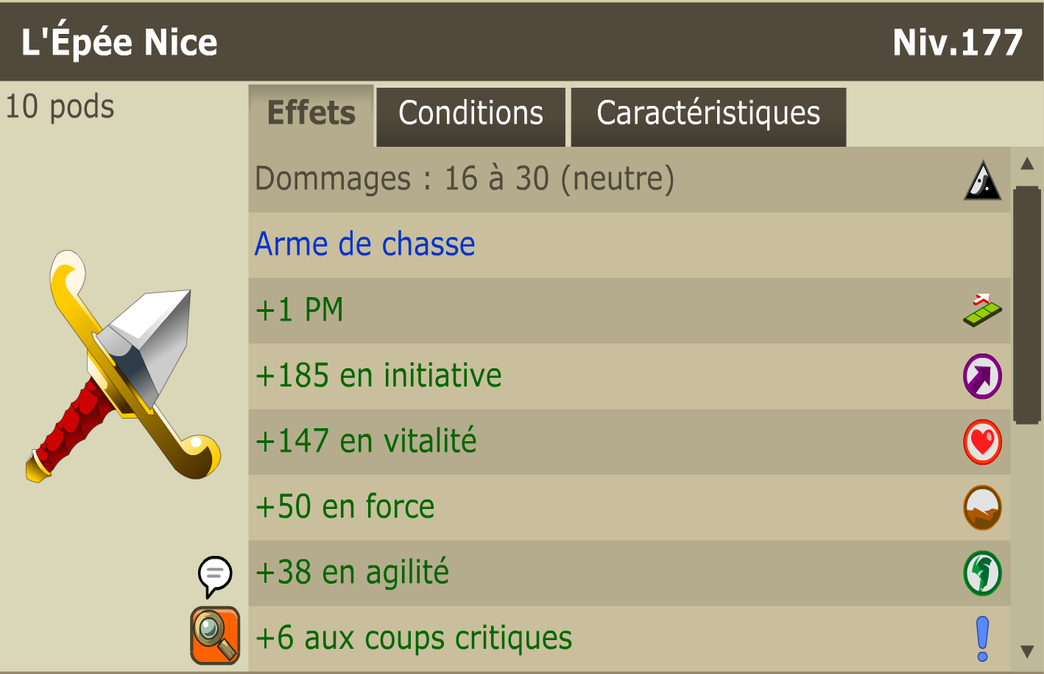 L'Épée Nice
Niv.177
10 pods
Effets
Conditions
Caractéristiques
Dommages : 16 à 30 (neutre)
Arme de chasse
+1 PM
+185 en initiative
+147 en vitalité
+50 en force
+38 en agilité
+6 aux coups critiques